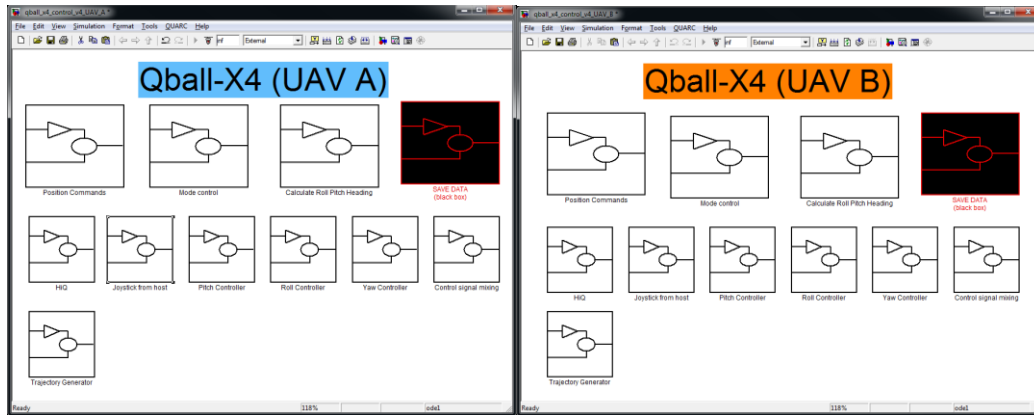 qball_x4_control_v4_UAV_A *
File Edit View Simulation Format Tools QUARC Help
inf External
Qball-X4 (UAV A)
Position Commands Mode control Calculate Roll Pitch Heading SAVE DATA
(black box)
HiQ Joystick from host Pitch Controller Roll Controller Yaw Controller Control signal mixing
Trajectory Generator
Ready 118% ode1
qball_x4_control_v4_UAV_B *
File Edit View Simulation Format Tools QUARC Help
inf External
Qball-X4 (UAV B)
Position Commands Mode control Calculate Roll Pitch Heading SAVE DATA
(black box)
HiQ Joystick from host Pitch Controller Roll Controller Yaw Controller Control signal mixing
Trajectory Generator
Ready 118% ode1